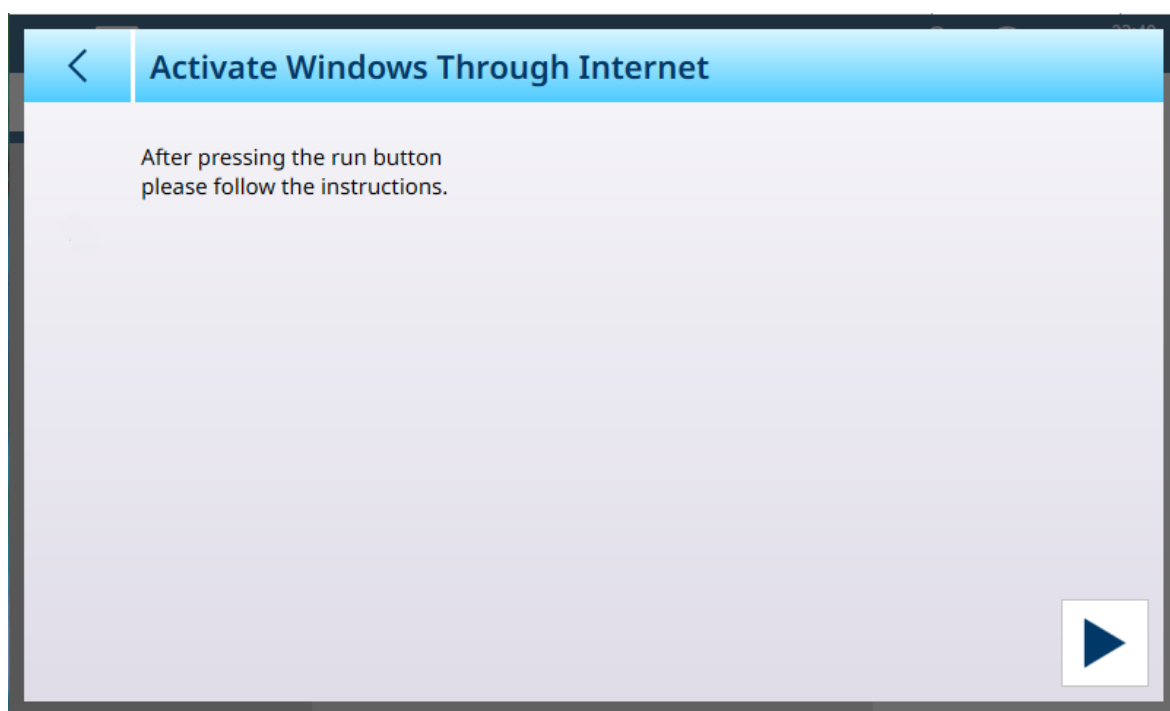 Activate Windows Through Internet
After pressing the run button
please follow the instructions.